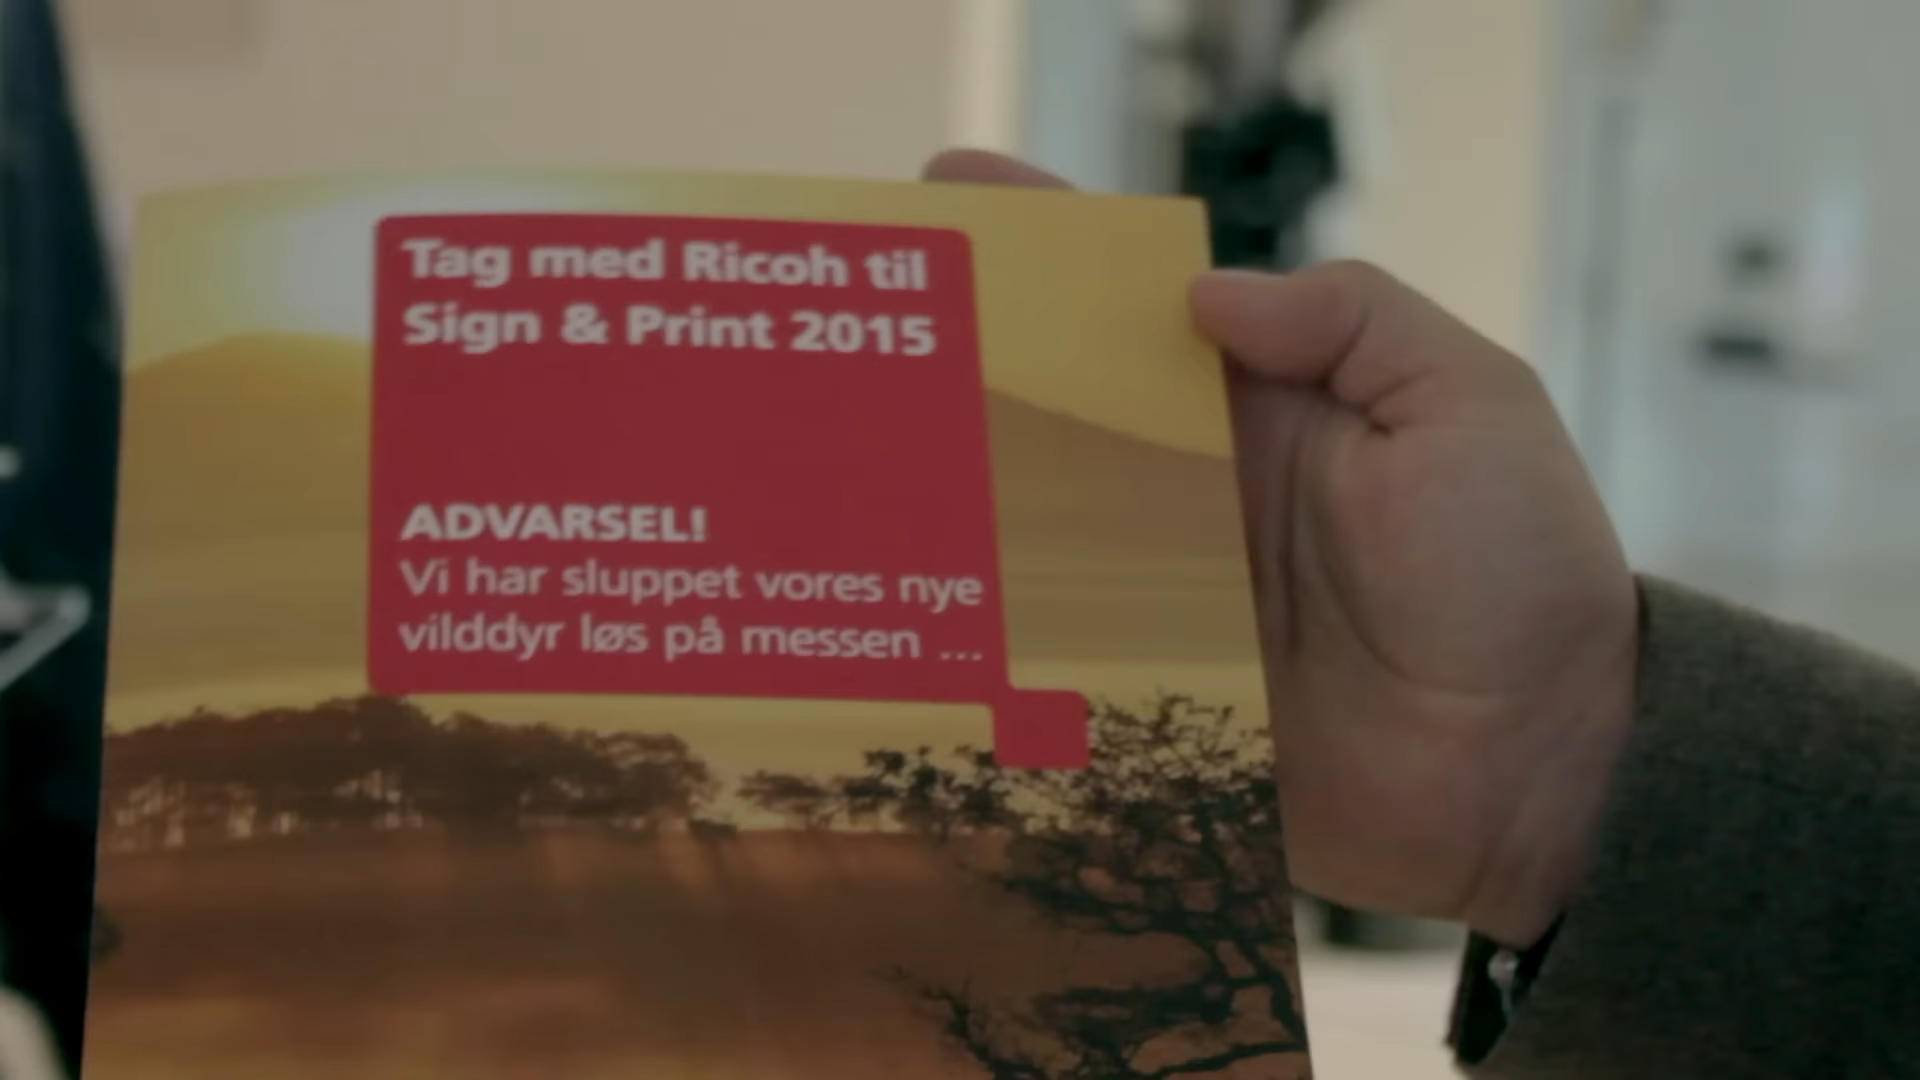 Tag med Ricoh til
Sign & Print 2015
ADVARSEL!
Vi har sluppet vores nye
vilddyr løs på messen ...